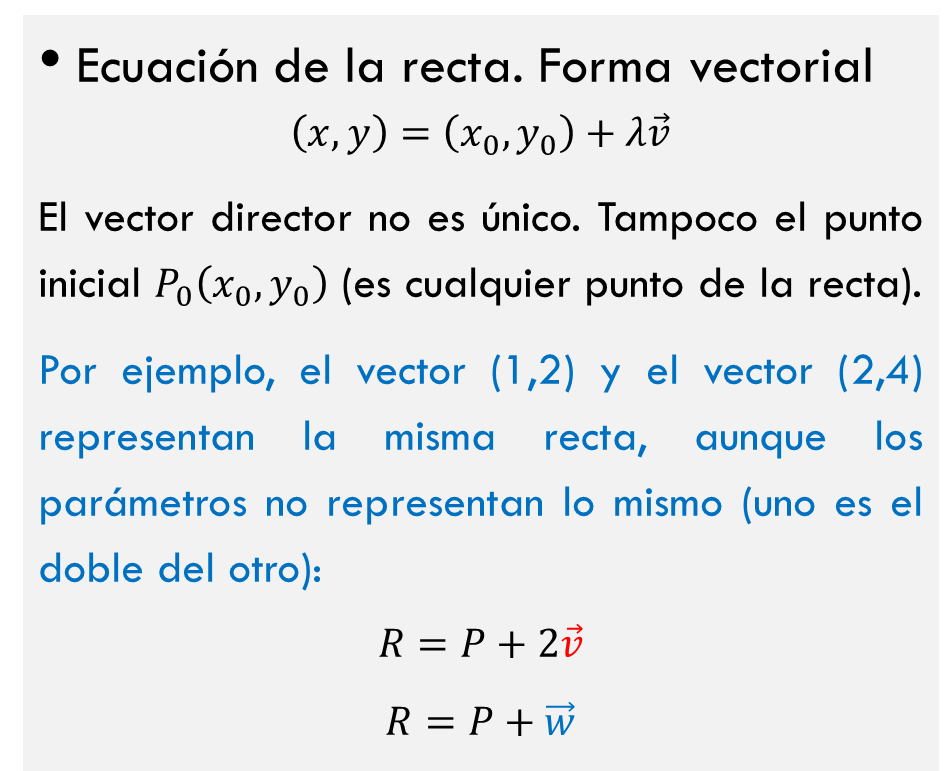 • Ecuación de la recta. Forma vectorial
(x, y) = (x₀, y₀) + λv⃗
El vector director no es único. Tampoco el punto
inicial P₀(x₀, y₀) (es cualquier punto de la recta).
Por ejemplo, el vector (1,2) y el vector (2,4)
representan la misma recta, aunque los
parámetros no representan lo mismo (uno es el
doble del otro):
R = P + 2v⃗
R = P + w⃗